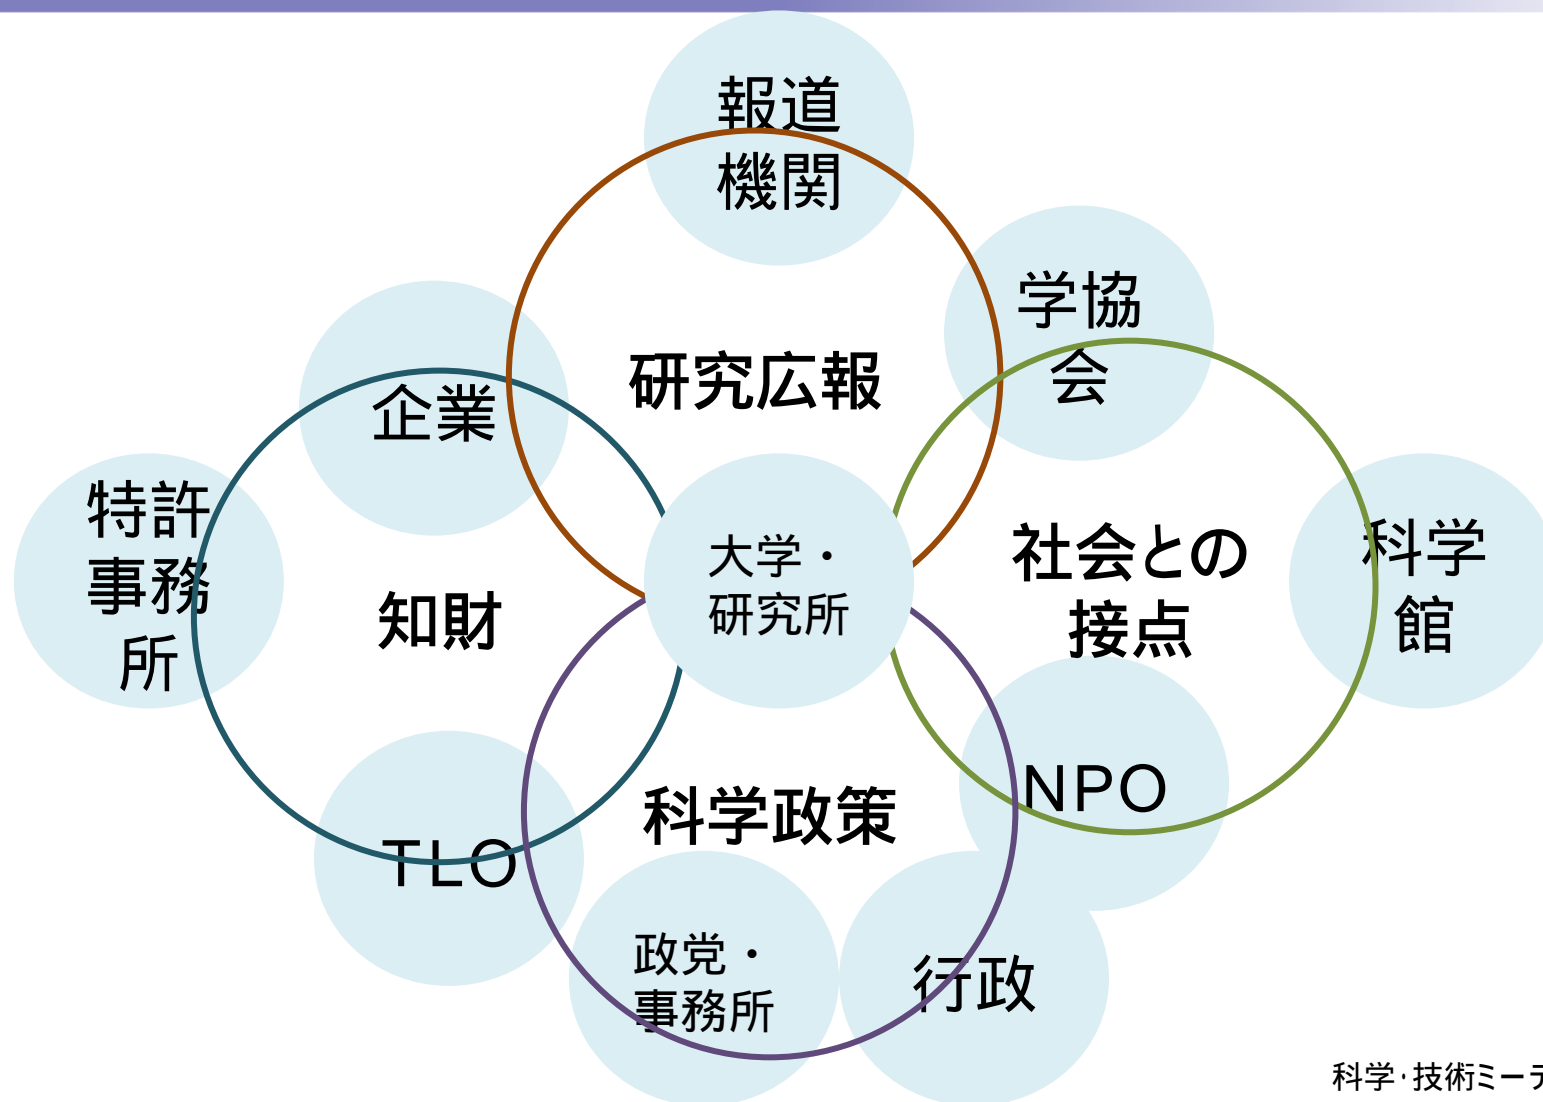 報道
機関
学協
会
研究広報
企業
特許
事務
所
社会との
接点
科学
館
大学・
研究所
知財
NPO
科学政策
TLO
政党・
事務所
行政
科学・技術ミーテ